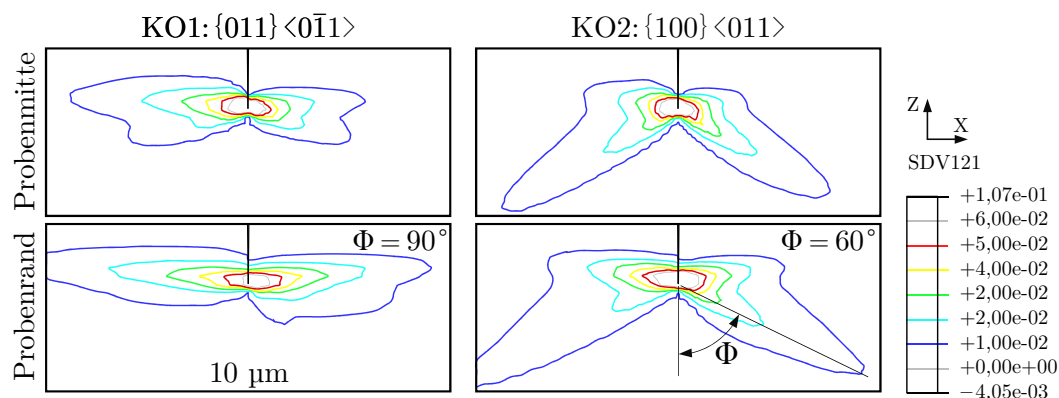 KO1: {011}<01̅1>
KO2: {100}<011>
Probenmitte
Probenrand
Φ = 90°
Φ = 60°
Φ
10 µm
Z
X
SDV121
+1,07e-01
+6,00e-02
+5,00e-02
+4,00e-02
+2,00e-02
+2,00e-02
+1,00e-02
+0,00e+00
−4,05e-03